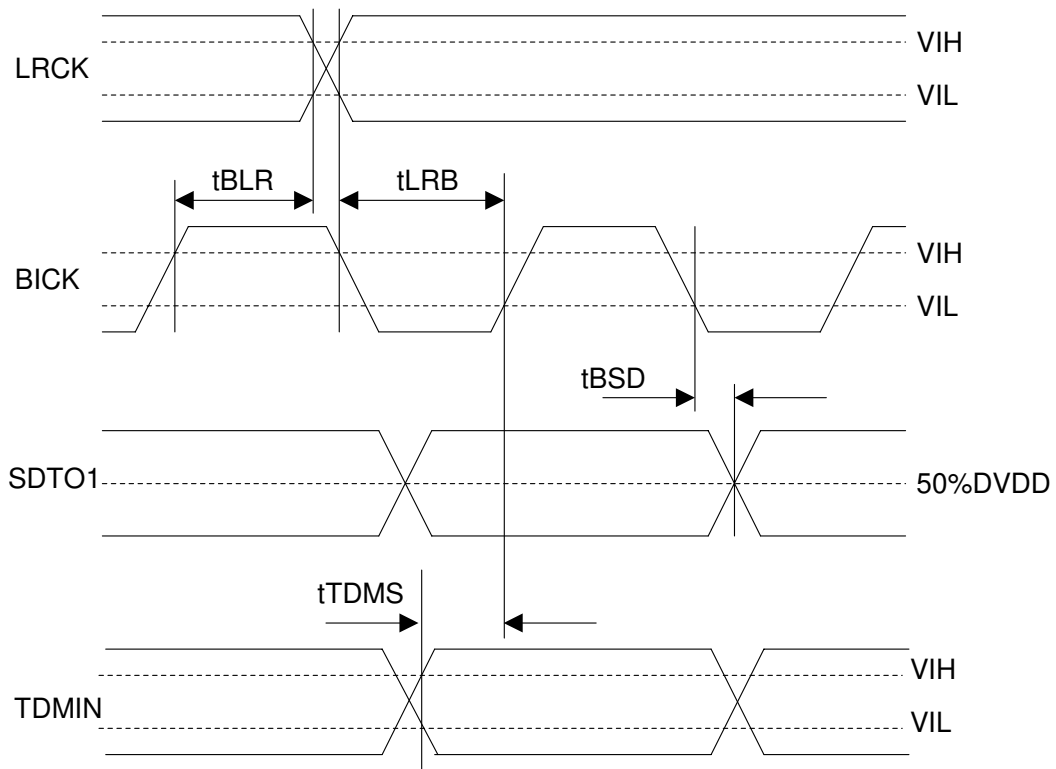 VIH
LRCK
VIL
tBLR
tLRB
VIH
BICK
VIL
tBSD
SDTO1
50%DVDD
tTDMS
VIH
TDMIN
VIL